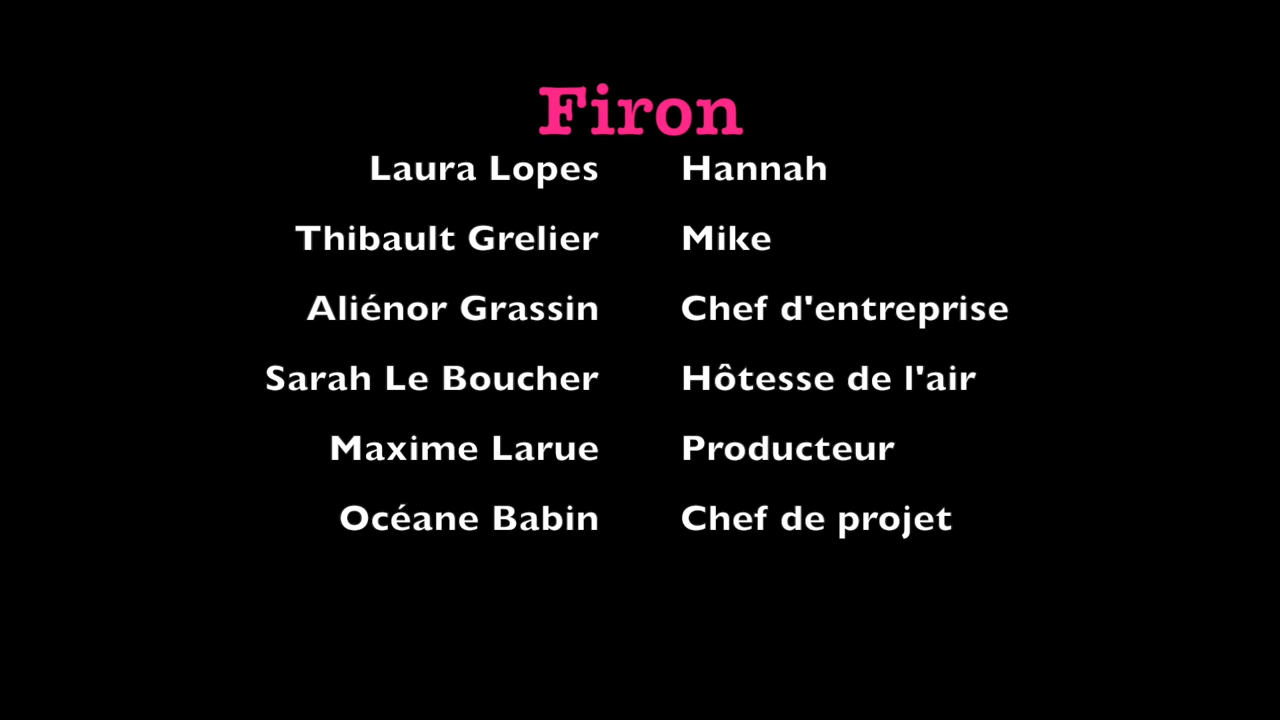 Firon
Laura Lopes Hannah
Thibault Grelier Mike
Aliénor Grassin Chef d'entreprise
Sarah Le Boucher Hôtesse de l'air
Maxime Larue Producteur
Océane Babin Chef de projet